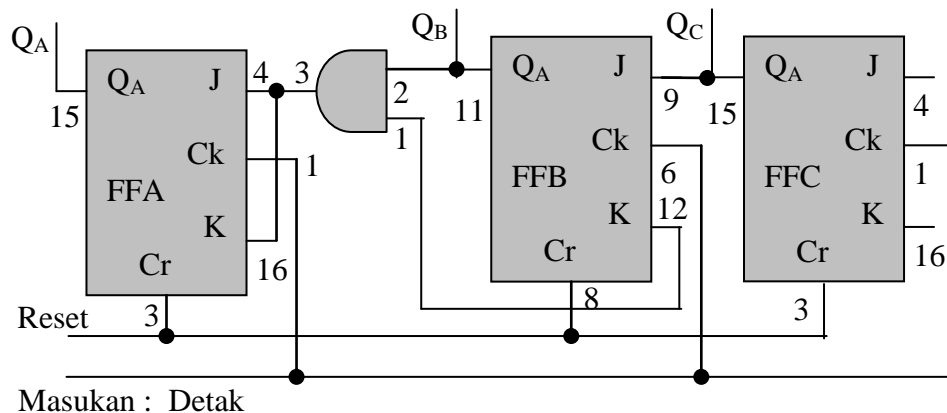 QA
QB
QC
QA J
4
3
2
1
15
Ck
1
FFA
K
16
Cr
3
11
QA J
9
Ck
6
FFB
12
K
Cr
8
15
QA J
4
Ck
1
FFC
K
16
Cr
3
Reset
Masukan : Detak